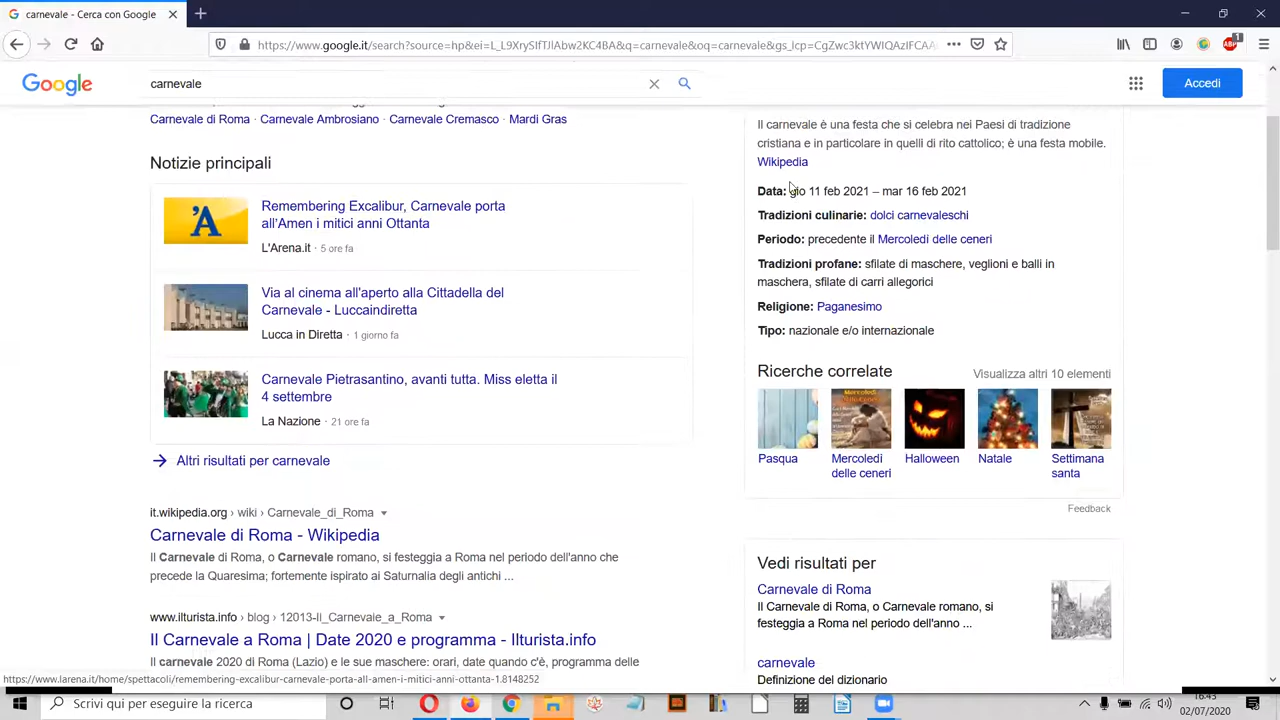 carnevale - Cerca con Google
https://www.google.it/search?source=hp&ei=L_L9XrySIfTJlAbw2KC4BA&q=carnevale&oq=carnevale&gs_lcp=CgZwc3ktYWIQAzIFCAA
Google
carnevale
Accedi
Carnevale di Roma · Carnevale Ambrosiano · Carnevale Cremasco · Mardi Gras
Notizie principali
Remembering Excalibur, Carnevale porta
all'Amen i mitici anni Ottanta
L'Arena.it · 5 ore fa
Via al cinema all'aperto alla Cittadella del
Carnevale - Luccaindiretta
Lucca in Diretta · 1 giorno fa
Carnevale Pietrasantino, avanti tutta. Miss eletta il
4 settembre
La Nazione · 21 ore fa
Altri risultati per carnevale
it.wikipedia.org › wiki › Carnevale_di_Roma
Carnevale di Roma - Wikipedia
Il Carnevale di Roma, o Carnevale romano, si festeggia a Roma nel periodo dell'anno che
precede la Quaresima; fortemente ispirato ai Saturnalia degli antichi ...
www.ilturista.info › blog › 12013-Il_Carnevale_a_Roma
Il Carnevale a Roma | Date 2020 e programma - Ilturista.info
Il carnevale 2020 di Roma (Lazio) e le sue maschere: orari, date quando c'è, programma delle
Il carnevale è una festa che si celebra nei Paesi di tradizione
cristiana e in particolare in quelli di rito cattolico; è una festa mobile.
Wikipedia
Data: gio 11 feb 2021 – mar 16 feb 2021
Tradizioni culinarie: dolci carnevaleschi
Periodo: precedente il Mercoledì delle ceneri
Tradizioni profane: sfilate di maschere, veglioni e balli in
maschera, sfilate di carri allegorici
Religione: Paganesimo
Tipo: nazionale e/o internazionale
Ricerche correlate
Visualizza altri 10 elementi
Pasqua
Mercoledì
delle ceneri
Halloween
Natale
Settimana
santa
Feedback
Vedi risultati per
Carnevale di Roma
Il Carnevale di Roma, o Carnevale romano, si
festeggia a Roma nel periodo dell'anno ...
carnevale
Definizione del dizionario
https://www.larena.it/home/spettacoli/remembering-excalibur-carnevale-porta-all-amen-i-mitici-anni-ottanta-1.8148252
Scrivi qui per eseguire la ricerca
16:45
02/07/2020